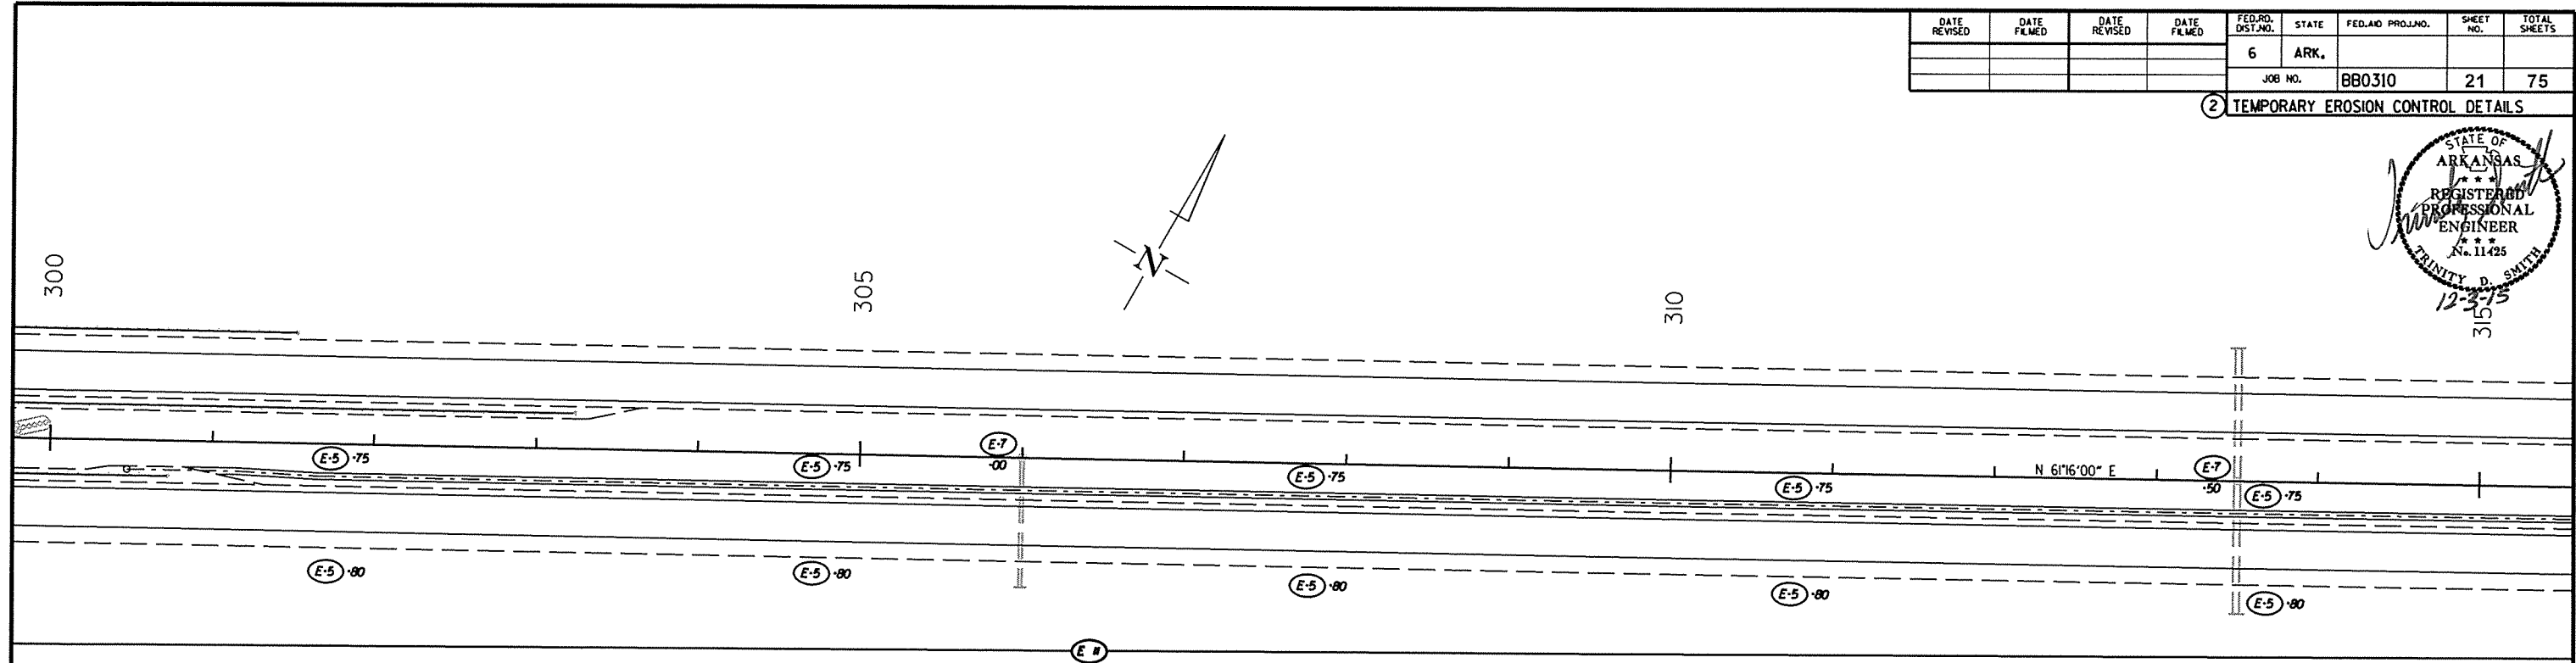 DATE REVISED DATE FILMED DATE REVISED DATE FILMED FED.RD. DIST.NO. STATE FED.AID PROJ.NO. SHEET NO. TOTAL SHEETS
6 ARK.
JOB NO. BB0310 21 75
2 TEMPORARY EROSION CONTROL DETAILS
STATE OF
ARKANSAS
★ ★ ★
REGISTERED
PROFESSIONAL
ENGINEER
★ ★ ★
No. 11425
TRINITY D. SMITH
12-3-15
N
300
305
310
315
E-7
.00
E-5 .75
E-5 .75
E-5 .75
E-5 .75
N 61°16'00" E
E-7
.50
E-5 .75
E-5 .80
E-5 .80
E-5 .80
E-5 .80
E-5 .80